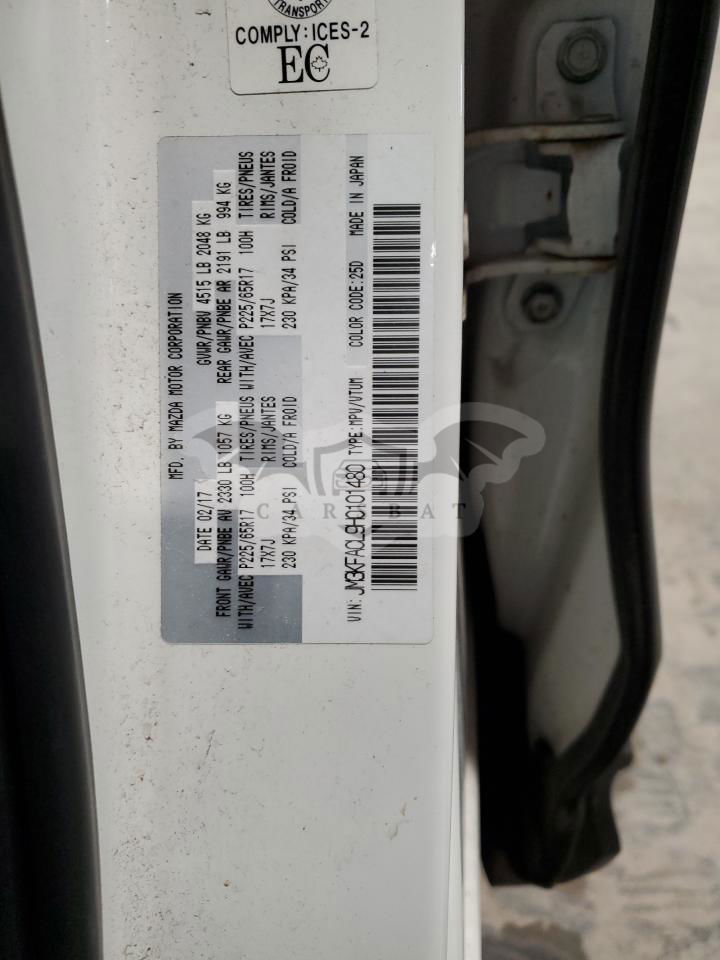 TRANSPORT
COMPLY: ICES-2
EC
MFD. BY MAZDA MOTOR CORPORATION
DATE 02/17 GVWR/PNBV 4515 LB 2048 KG
FRONT GAWR/PNBE AV 2330 LB 1057 KG REAR GAWR/PNBE AR 2191 LB 994 KG
WITH/AVEC P225/65R17 100H TIRES/PNEUS WITH/AVEC P225/65R17 100H TIRES/PNEUS
17X7J RIMS/JANTES 17X7J RIMS/JANTES
230 KPA/34 PSI COLD/A FROID 230 KPA/34 PSI COLD/A FROID
VIN: JM3KFACL9H0101480 TYPE:MPV/VTUM COLOR CODE:25D MADE IN JAPAN
CARSBAT